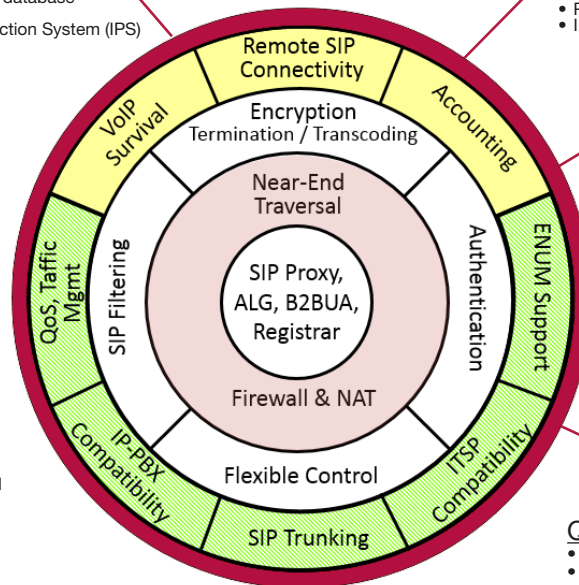 database
ction System (IPS)
Remote SIP
Connectivity
VoIP
Survival
Accounting
Encryption
Termination / Transcoding
Near-End
Traversal
SIP Proxy,
ALG, B2BUA,
Registrar
Firewall & NAT
SIP Filtering
Authentication
QoS, Taffic
Mgmt
ENUM Support
IP-PBX
Compatibility
Flexible Control
ITSP
Compatibility
SIP Trunking